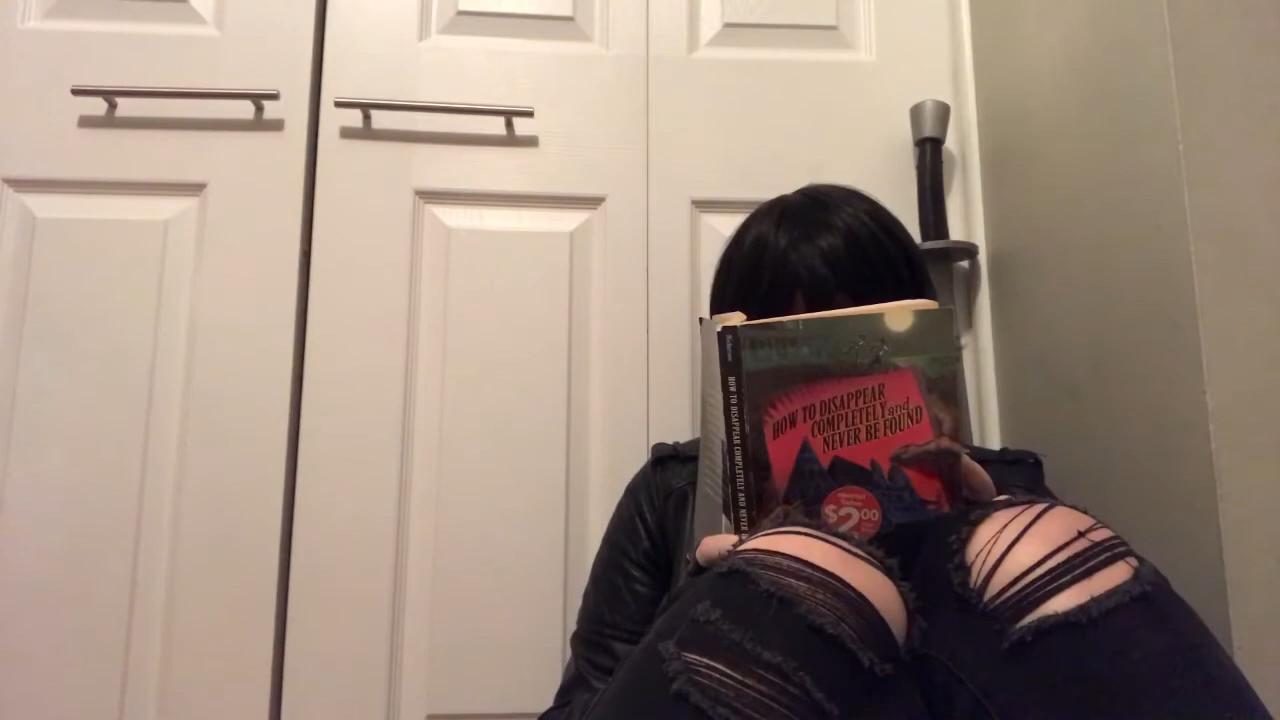 HOW TO DISAPPEAR
COMPLETELY and
NEVER BE FOUND
$2.00
HOW TO DISAPPEAR COMPLETELY AND NEVER